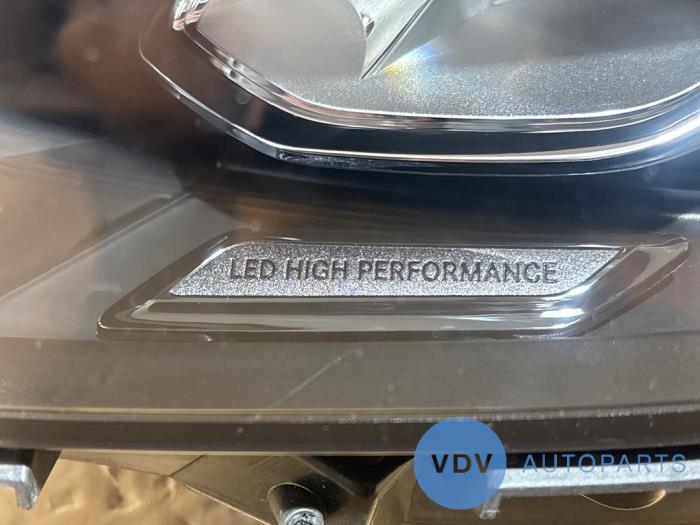 LED HIGH PERFORMANCE
VDV AUTOPARTS